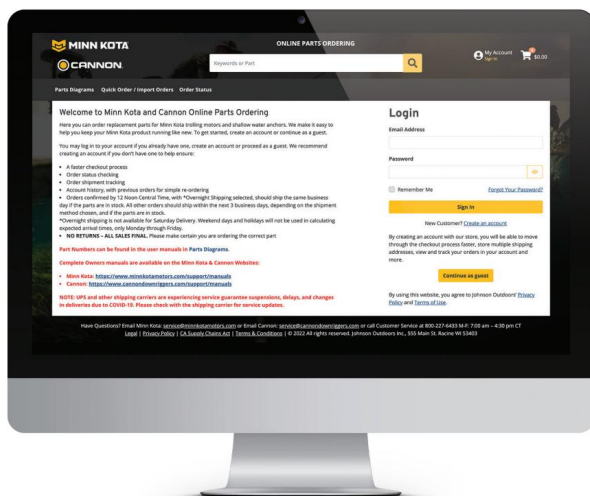 MINN KOTA
CANNON
ONLINE PARTS ORDERING
Keywords or Part
My Account
Sign In
0
$0.00
Parts Diagrams Quick Order / Import Orders Order Status
Welcome to Minn Kota and Cannon Online Parts Ordering
Here you can order replacement parts for Minn Kota trolling motors and shallow water anchors. We make it easy to
help you keep your Minn Kota product running like new. To get started, create an account or continue as a guest.
You may log in to your account if you already have one, create an account or proceed as a guest. We recommend
creating an account if you don't have one to help ensure:
• A faster checkout process
• Order status checking
• Order shipment tracking
• Account history, with previous orders for simple re-ordering
• Orders confirmed by 12 Noon Central Time, with *Overnight Shipping selected, should ship the same business
day if the parts are in stock. All other orders should ship within the next 3 business days, depending on the shipment
method chosen, and if the parts are in stock.
*Overnight shipping is not available for Saturday Delivery. Weekend days and holidays will not be used in calculating
expected arrival times, only Monday through Friday.
• NO RETURNS – ALL SALES FINAL. Please make certain you are ordering the correct part
Part Numbers can be found in the user manuals in Parts Diagrams.
Complete Owners manuals are available on the Minn Kota & Cannon Websites:
• Minn Kota: https://www.minnkotamotors.com/support/manuals
• Cannon: https://www.cannondownriggers.com/support/manuals
NOTE: UPS and other shipping carriers are experiencing service guarantee suspensions, delays, and changes
in deliveries due to COVID-19. Please check with the shipping carrier for service updates.
Login
Email Address
Password
Remember Me Forgot Your Password?
Sign In
New Customer? Create an account
By creating an account with our store, you will be able to move
through the checkout process faster, store multiple shipping
addresses, view and track your orders in your account and
more.
Continue as guest
By using this website, you agree to Johnson Outdoors' Privacy
Policy and Terms of Use.
Have Questions? Email Minn Kota: service@minnkotamotors.com or Email Cannon: service@cannondownriggers.com or call Customer Service at 800-227-6433 M-F: 7:00 am – 4:30 pm CT
Legal | Privacy Policy | CA Supply Chains Act | Terms & Conditions | © 2022 All rights reserved. Johnson Outdoors Inc., 555 Main St. Racine WI 53403